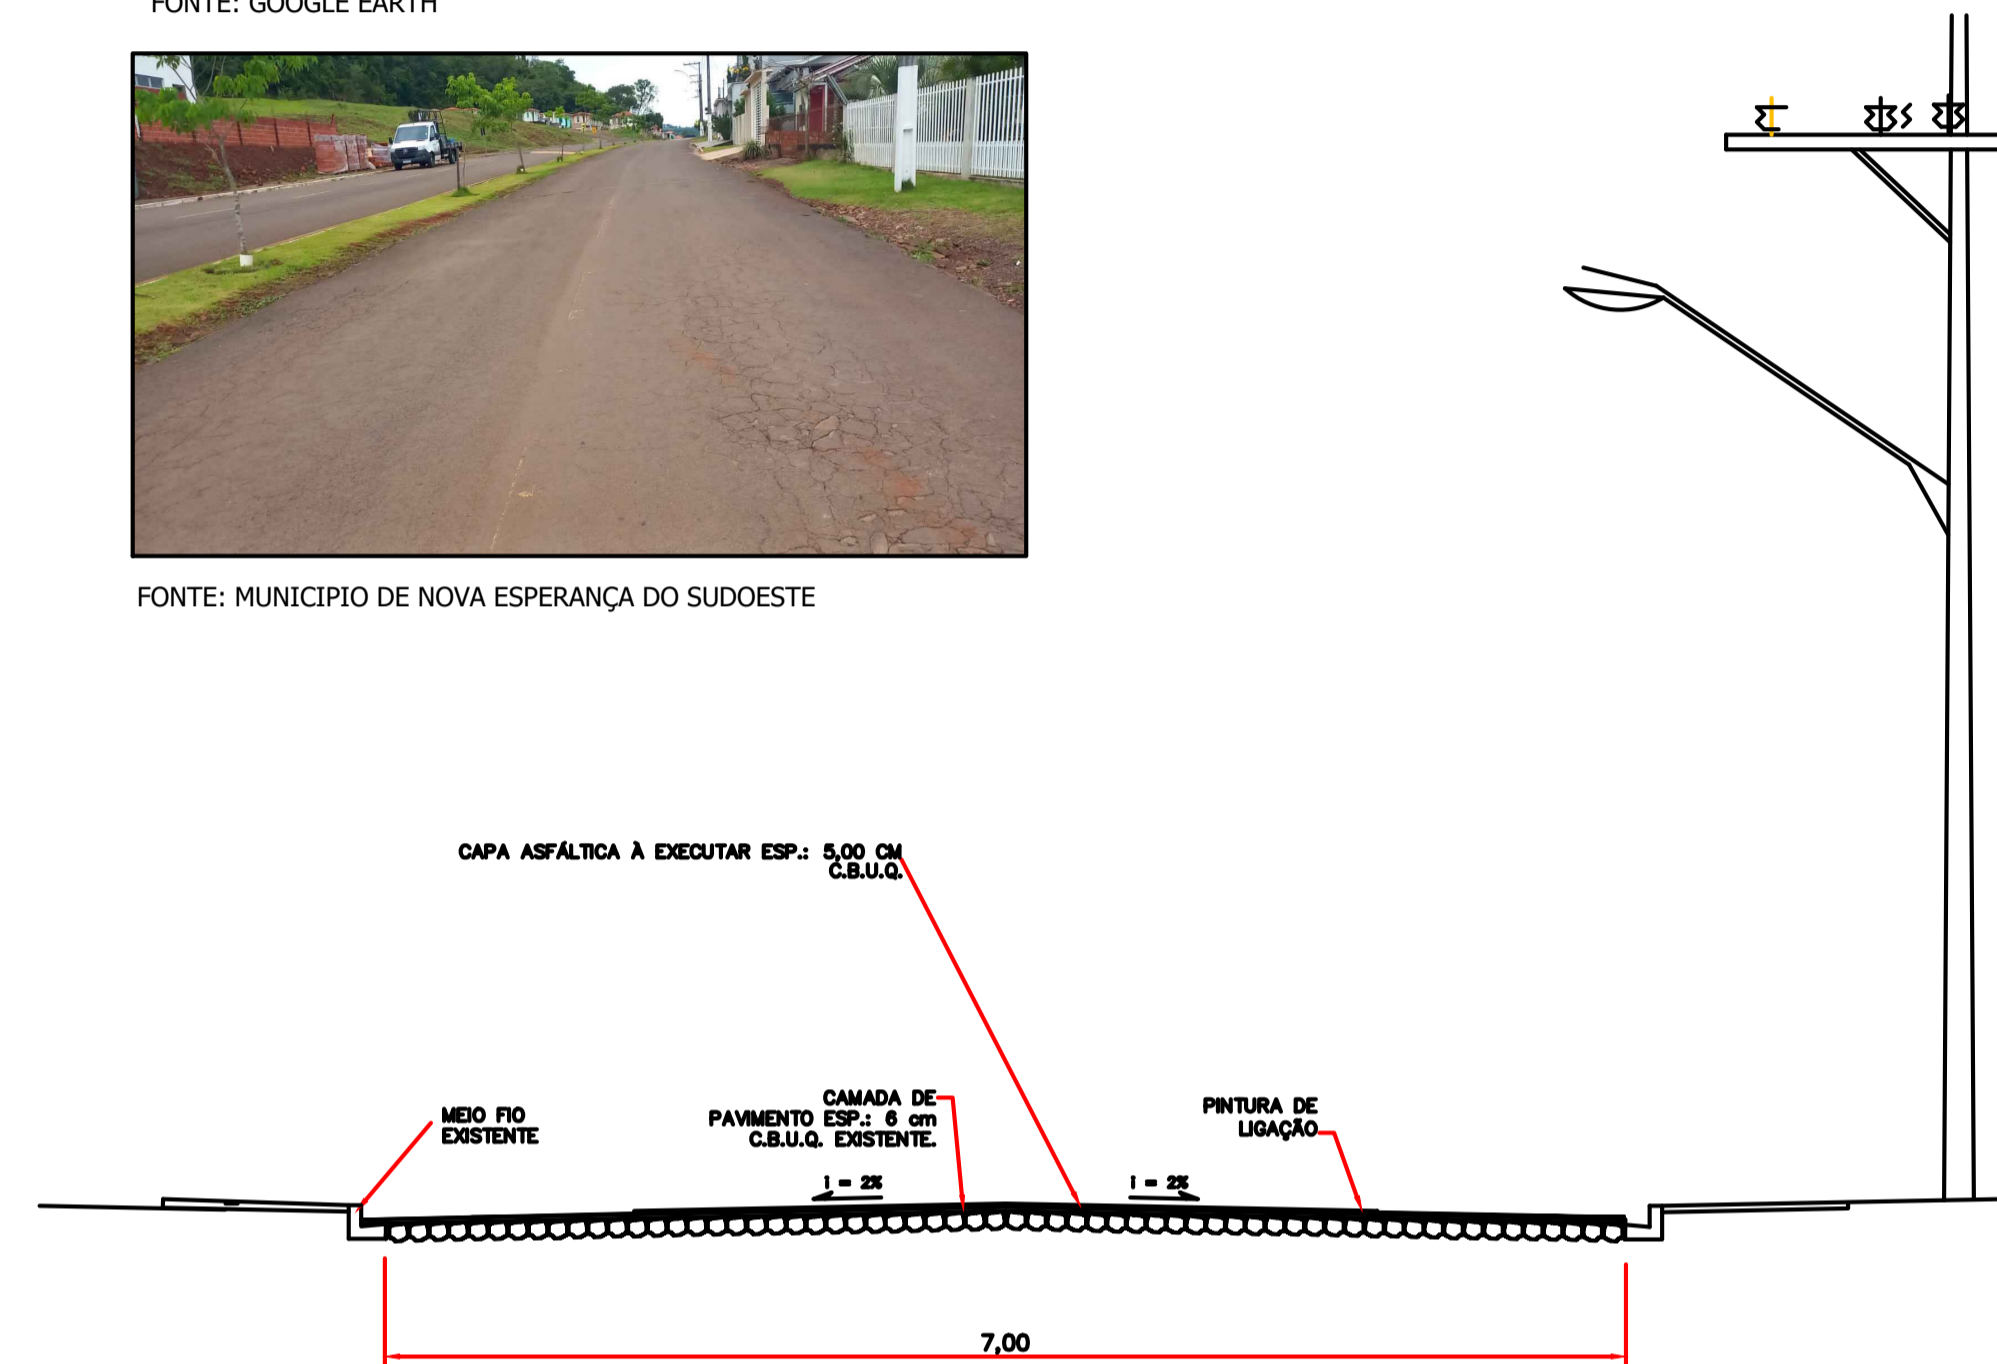 FONTE: GOOGLE EARTH
FONTE: MUNICIPIO DE NOVA ESPERANÇA DO SUDOESTE
CAPA ASFÁLTICA À EXECUTAR ESP.: 5,00 CM
C.B.U.Q.
MEIO FIO
EXISTENTE
CAMADA DE
PAVIMENTO ESP.: 6 cm
C.B.U.Q. EXISTENTE.
PINTURA DE
LIGAÇÃO
i = 2%
i = 2%
7,00